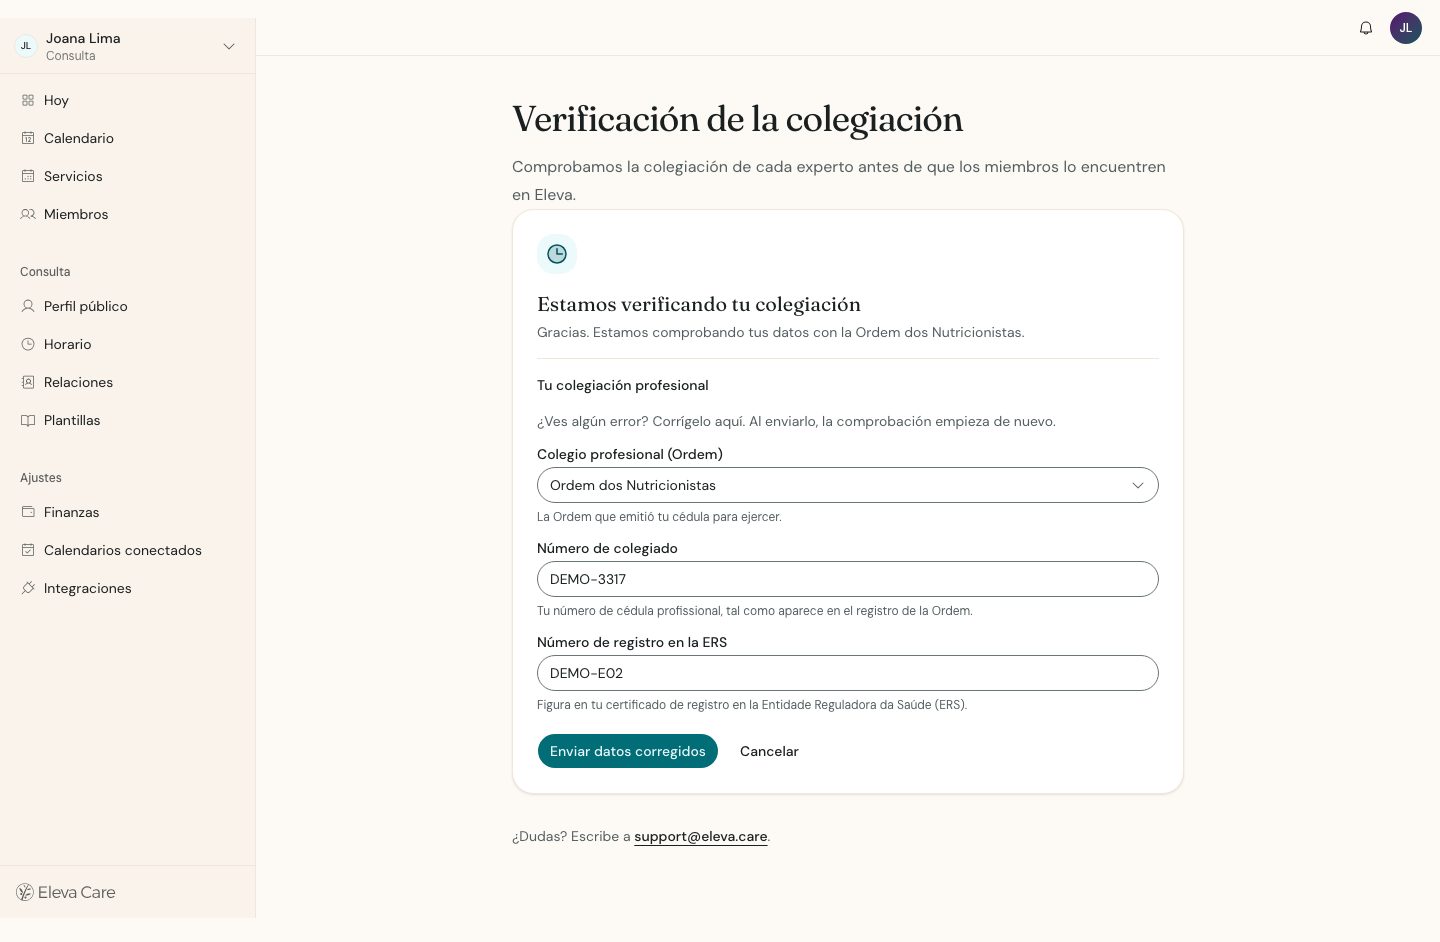 JL
Joana Lima
Consulta
JL
Hoy
Calendario
Servicios
Miembros
Consulta
Perfil público
Horario
Relaciones
Plantillas
Ajustes
Finanzas
Calendarios conectados
Integraciones
Eleva Care
Verificación de la colegiación
Comprobamos la colegiación de cada experto antes de que los miembros lo encuentren
en Eleva.
Estamos verificando tu colegiación
Gracias. Estamos comprobando tus datos con la Ordem dos Nutricionistas.
Tu colegiación profesional
¿Ves algún error? Corrígelo aquí. Al enviarlo, la comprobación empieza de nuevo.
Colegio profesional (Ordem)
Ordem dos Nutricionistas
La Ordem que emitió tu cédula para ejercer.
Número de colegiado
DEMO-3317
Tu número de cédula profissional, tal como aparece en el registro de la Ordem.
Número de registro en la ERS
DEMO-E02
Figura en tu certificado de registro en la Entidade Reguladora da Saúde (ERS).
Enviar datos corregidos
Cancelar
¿Dudas? Escribe a support@eleva.care.